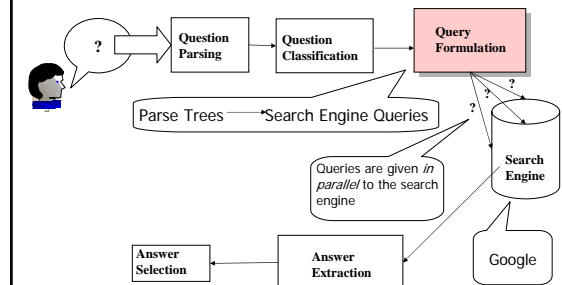 ?
Question
Parsing
Question
Classification
Query
Formulation
Parse Trees Search Engine Queries
?
?
?
Queries are given in
parallel to the search
engine
Search
Engine
Google
Answer
Extraction
Answer
Selection